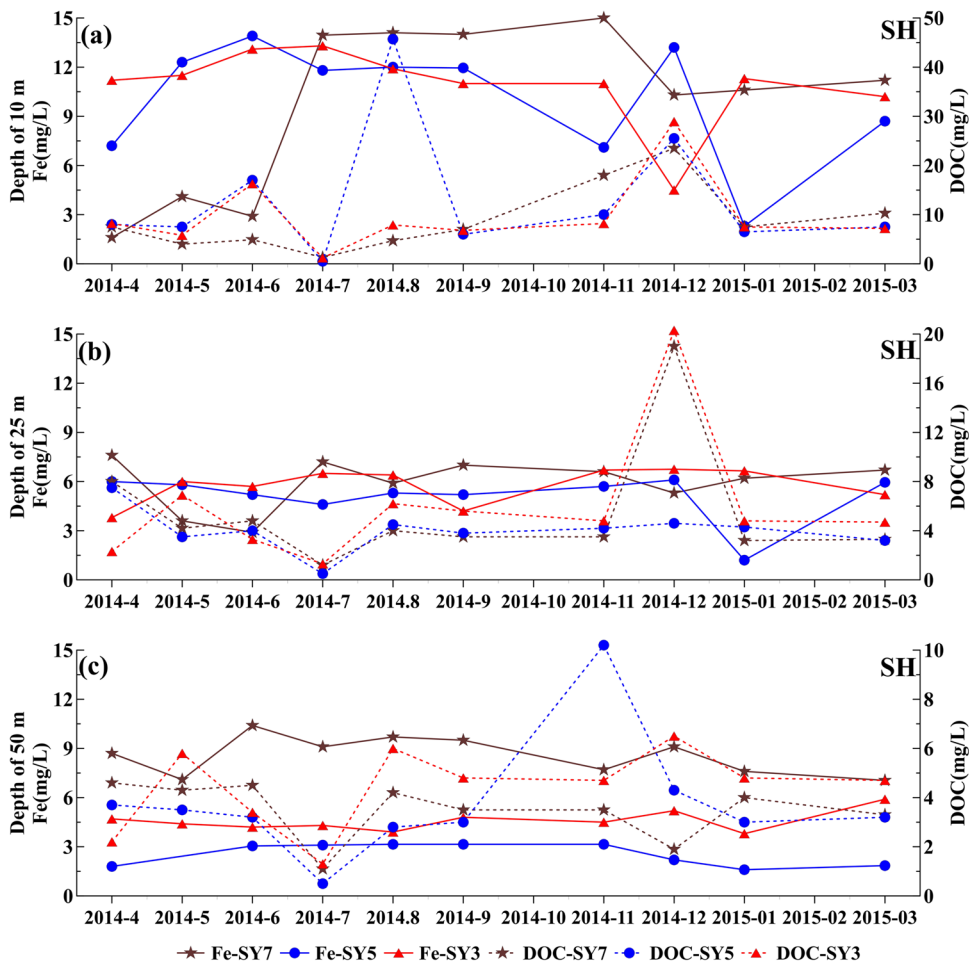 (a)
SH
Depth of 10 m
Fe(mg/L)
15
12
9
6
3
0
50
40
30
20
10
0
DOC(mg/L)
2014-4 2014-5 2014-6 2014-7 2014.8 2014-9 2014-10 2014-11 2014-12 2015-01 2015-02 2015-03
(b)
SH
Depth of 25 m
Fe(mg/L)
15
12
9
6
3
0
20
16
12
8
4
0
DOC(mg/L)
2014-4 2014-5 2014-6 2014-7 2014.8 2014-9 2014-10 2014-11 2014-12 2015-01 2015-02 2015-03
(c)
SH
Depth of 50 m
Fe(mg/L)
15
12
9
6
3
0
10
8
6
4
2
0
DOC(mg/L)
2014-4 2014-5 2014-6 2014-7 2014.8 2014-9 2014-10 2014-11 2014-12 2015-01 2015-02 2015-03
Fe-SY7 Fe-SY5 Fe-SY3 DOC-SY7 DOC-SY5 DOC-SY3